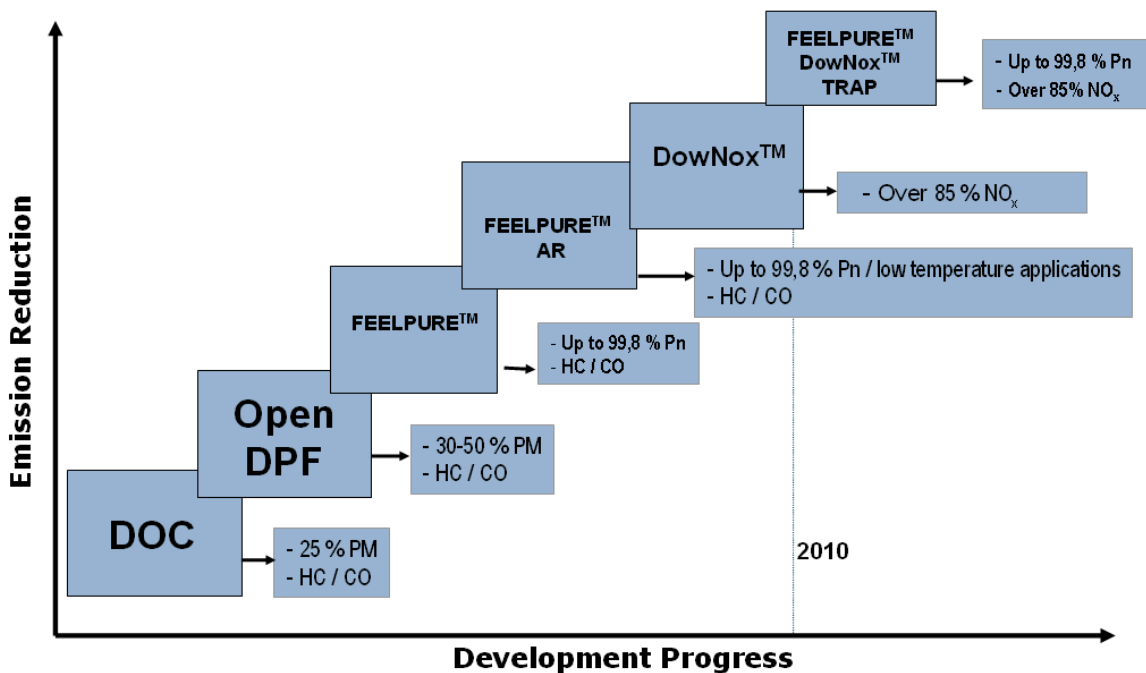 FEELPURE™
DowNox™
TRAP
- Up to 99,8 % Pn
- Over 85% NOx
DowNox™
- Over 85 % NOx
FEELPURE™
AR
- Up to 99,8 % Pn / low temperature applications
- HC / CO
FEELPURE™
- Up to 99,8 % Pn
- HC / CO
Open
DPF
- 30-50 % PM
- HC / CO
DOC
- 25 % PM
- HC / CO
2010
Emission Reduction
Development Progress